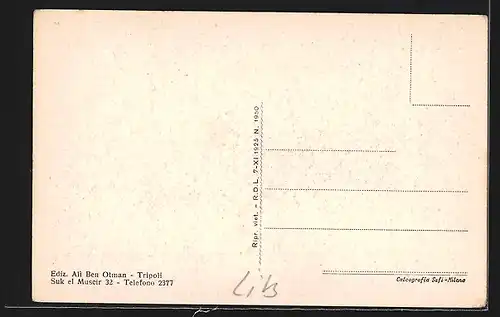 Ripr. viet. - R.D.L. 7-XI 1925 N. 1950
Ediz. Ali Ben Otman - Tripoli
Suk el Muscir 32 - Telefono 2377
Calcografia Sefi-Milano